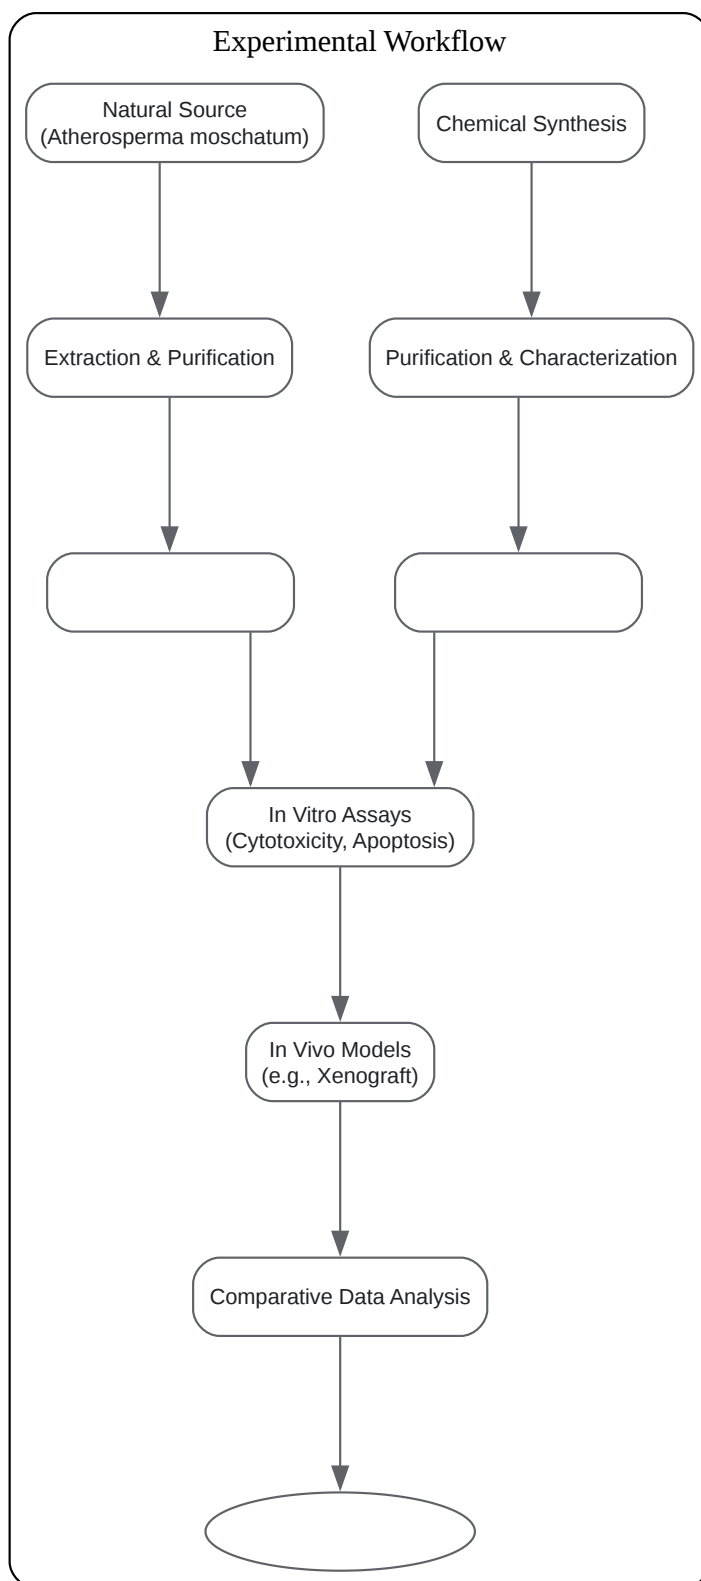 Experimental Workflow
Natural Source
(Atherosperma moschatum)
Chemical Synthesis
Extraction & Purification
Purification & Characterization
In Vitro Assays
(Cytotoxicity, Apoptosis)
In Vivo Models
(e.g., Xenograft)
Comparative Data Analysis